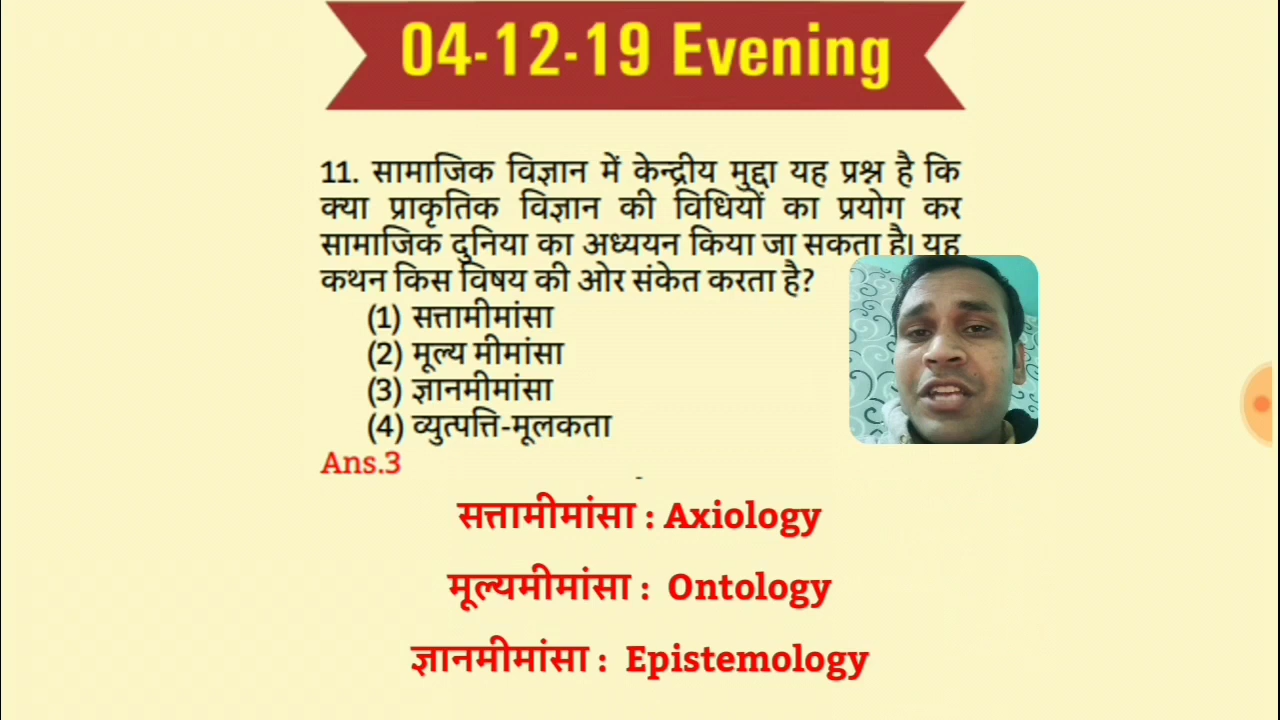 04-12-19 Evening
11. सामाजिक विज्ञान में केन्द्रीय मुद्दा यह प्रश्न है कि
क्या प्राकृतिक विज्ञान की विधियों का प्रयोग कर
सामाजिक दुनिया का अध्ययन किया जा सकता है। यह
कथन किस विषय की ओर संकेत करता है?
(1) सत्तामीमांसा
(2) मूल्य मीमांसा
(3) ज्ञानमीमांसा
(4) व्युत्पत्ति-मूलकता
Ans.3
सत्तामीमांसा : Axiology
मूल्यमीमांसा : Ontology
ज्ञानमीमांसा : Epistemology